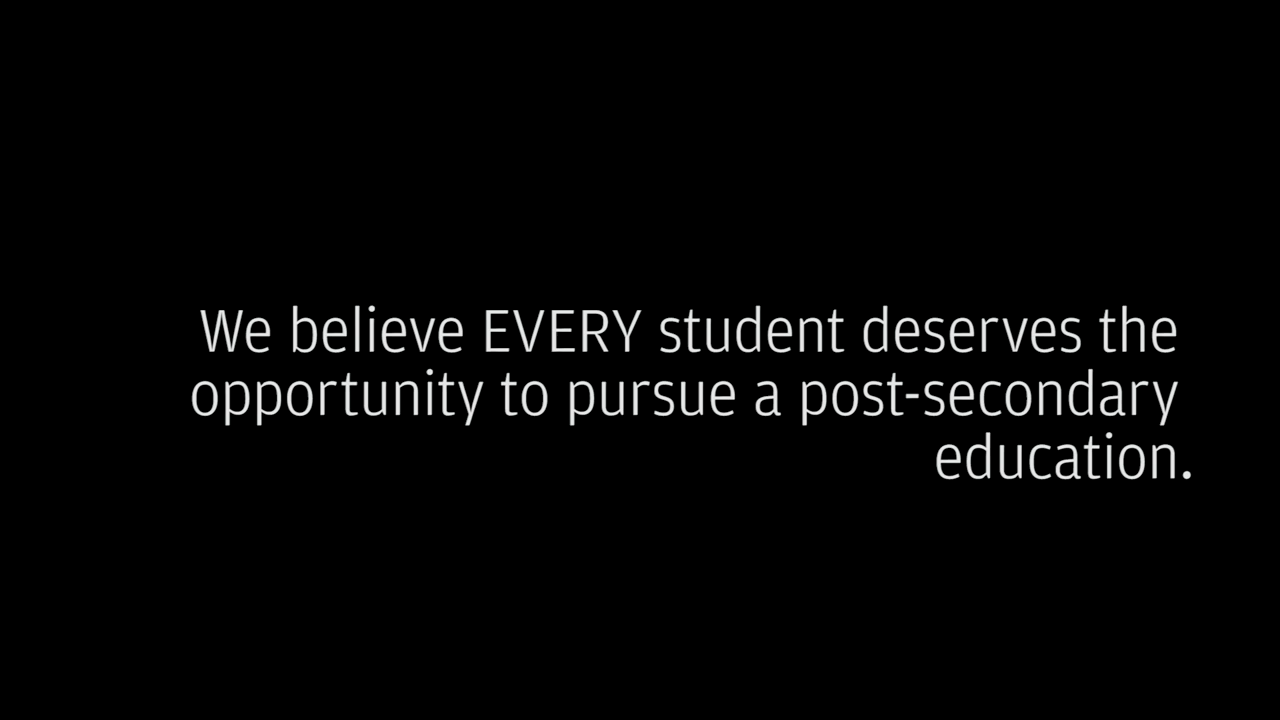 We believe EVERY student deserves the
opportunity to pursue a post-secondary
education.